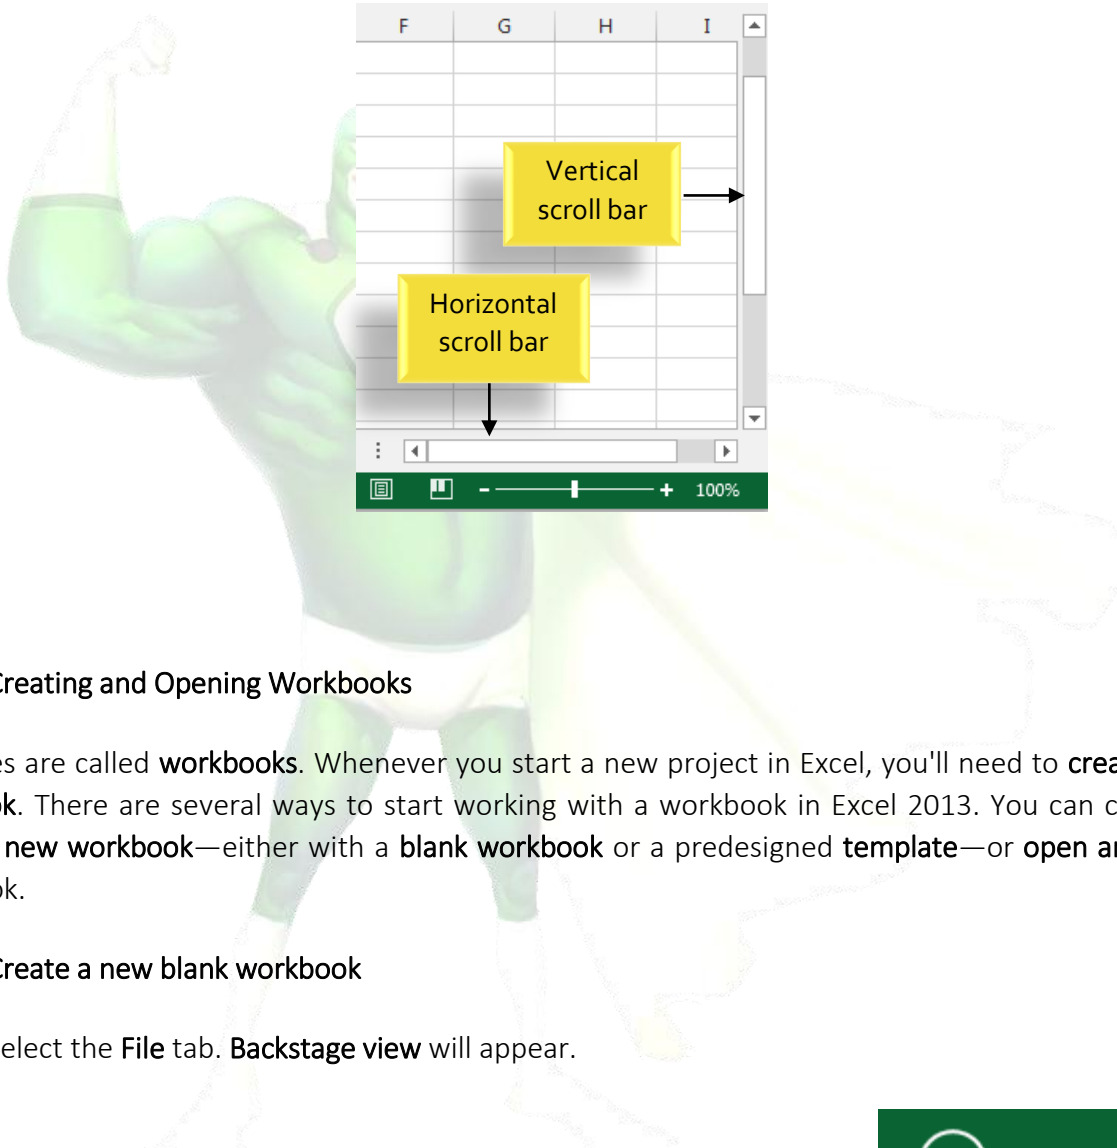 F G H I
Vertical
scroll bar
Horizontal
scroll bar
100%
Creating and Opening Workbooks
es are called workbooks. Whenever you start a new project in Excel, you'll need to crea
ok. There are several ways to start working with a workbook in Excel 2013. You can c
new workbook—either with a blank workbook or a predesigned template—or open an
ok.
Create a new blank workbook
elect the File tab. Backstage view will appear.